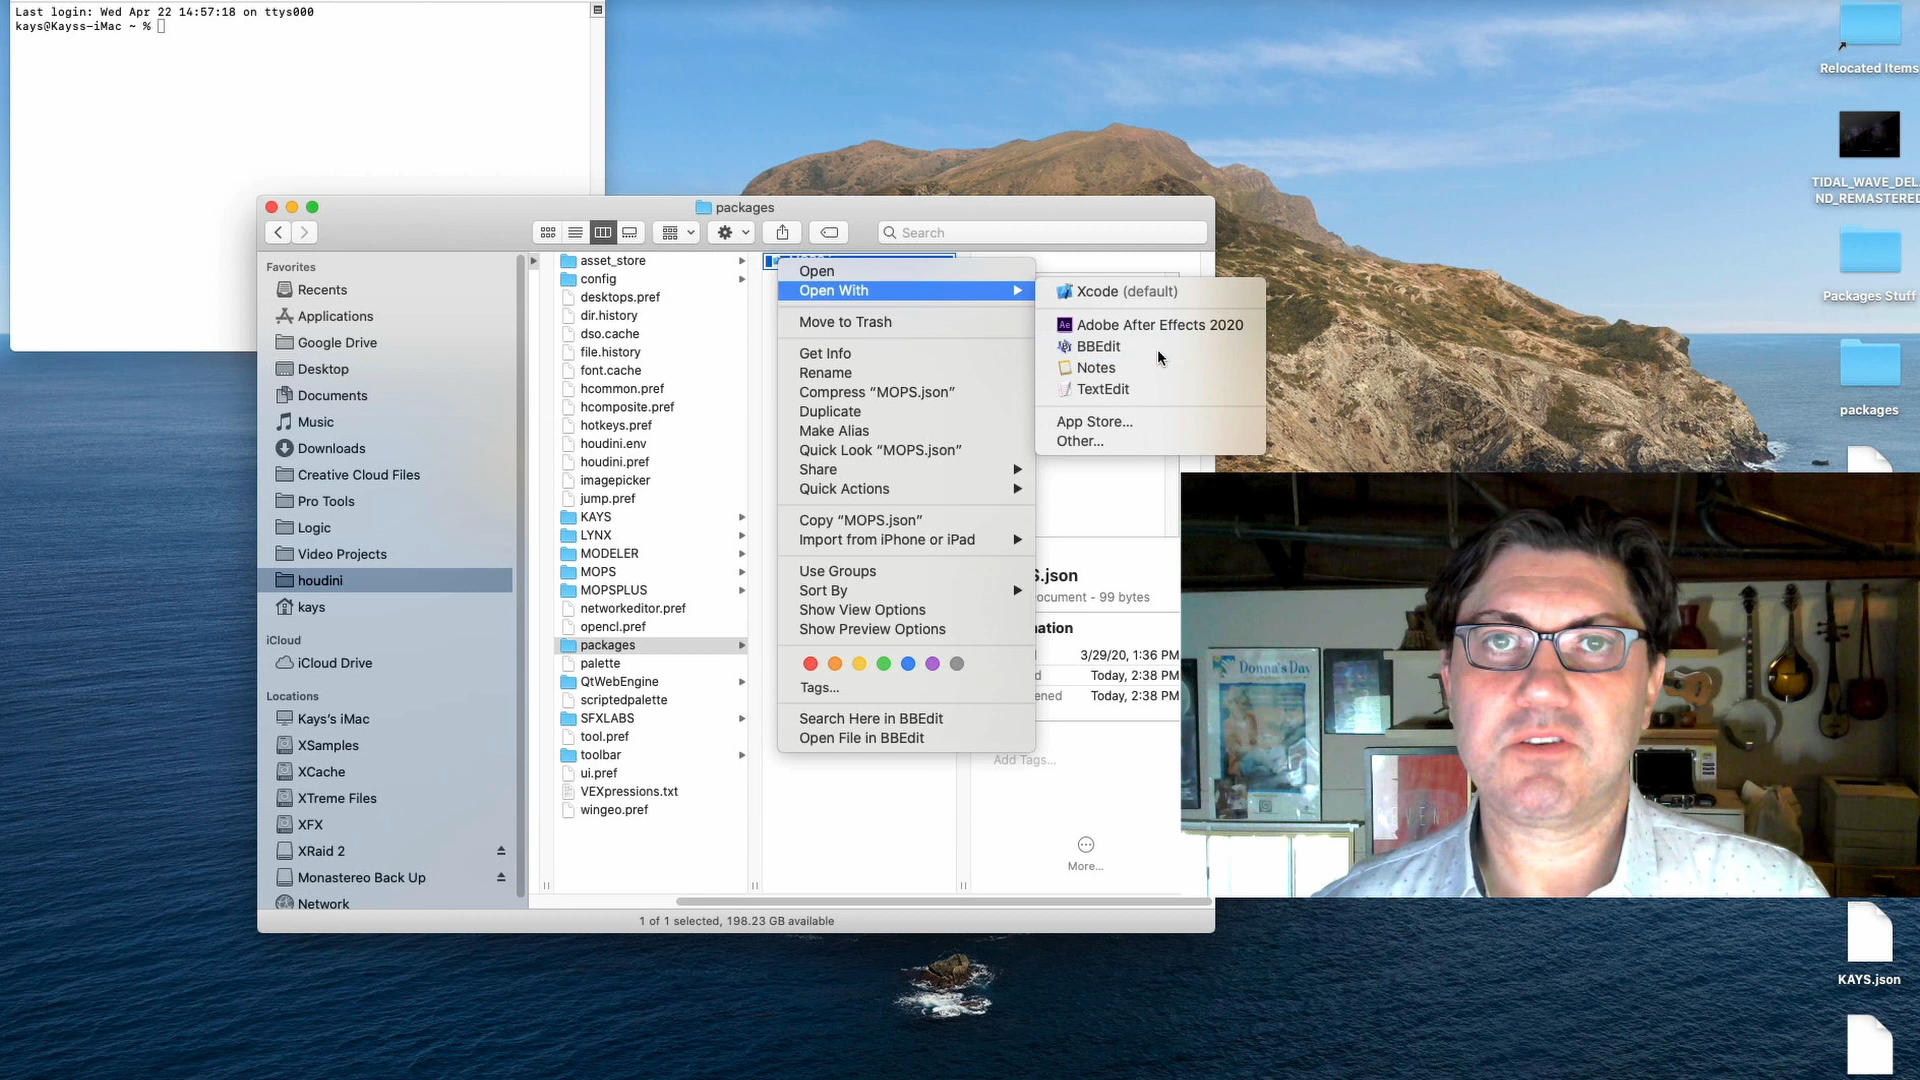 Last login: Wed Apr 22 14:57:18 on ttys000
kays@Kayss-iMac ~ %
packages
Search
Favorites
Recents
Applications
Google Drive
Desktop
Documents
Music
Downloads
Creative Cloud Files
Pro Tools
Logic
Video Projects
houdini
kays
iCloud
iCloud Drive
Locations
Kays's iMac
XSamples
XCache
XTreme Files
XFX
XRaid 2
Monastereo Back Up
Network
asset_store
config
desktops.pref
dir.history
dso.cache
file.history
font.cache
hcommon.pref
hcomposite.pref
hotkeys.pref
houdini.env
houdini.pref
imagepicker
jump.pref
KAYS
LYNX
MODELER
MOPS
MOPSPLUS
networkeditor.pref
opencl.pref
packages
palette
QtWebEngine
scriptedpalette
SFXLABS
tool.pref
toolbar
ui.pref
VEXpressions.txt
wingeo.pref
Open
Open With
Move to Trash
Get Info
Rename
Compress “MOPS.json”
Duplicate
Make Alias
Quick Look “MOPS.json”
Share
Quick Actions
Copy “MOPS.json”
Import from iPhone or iPad
Use Groups
Sort By
Show View Options
Show Preview Options
Tags...
Search Here in BBEdit
Open File in BBEdit
Xcode (default)
Adobe After Effects 2020
BBEdit
Notes
TextEdit
App Store...
Other...
S.json
ocument - 99 bytes
nation
3/29/20, 1:36 PM
d Today, 2:38 PM
ened Today, 2:38 PM
Add Tags...
More...
1 of 1 selected, 198.23 GB available
Relocated Items
TIDAL_WAVE_DEL
ND_REMASTERED
Packages Stuff
packages
Donna's Day
EVEN
KAYS.json